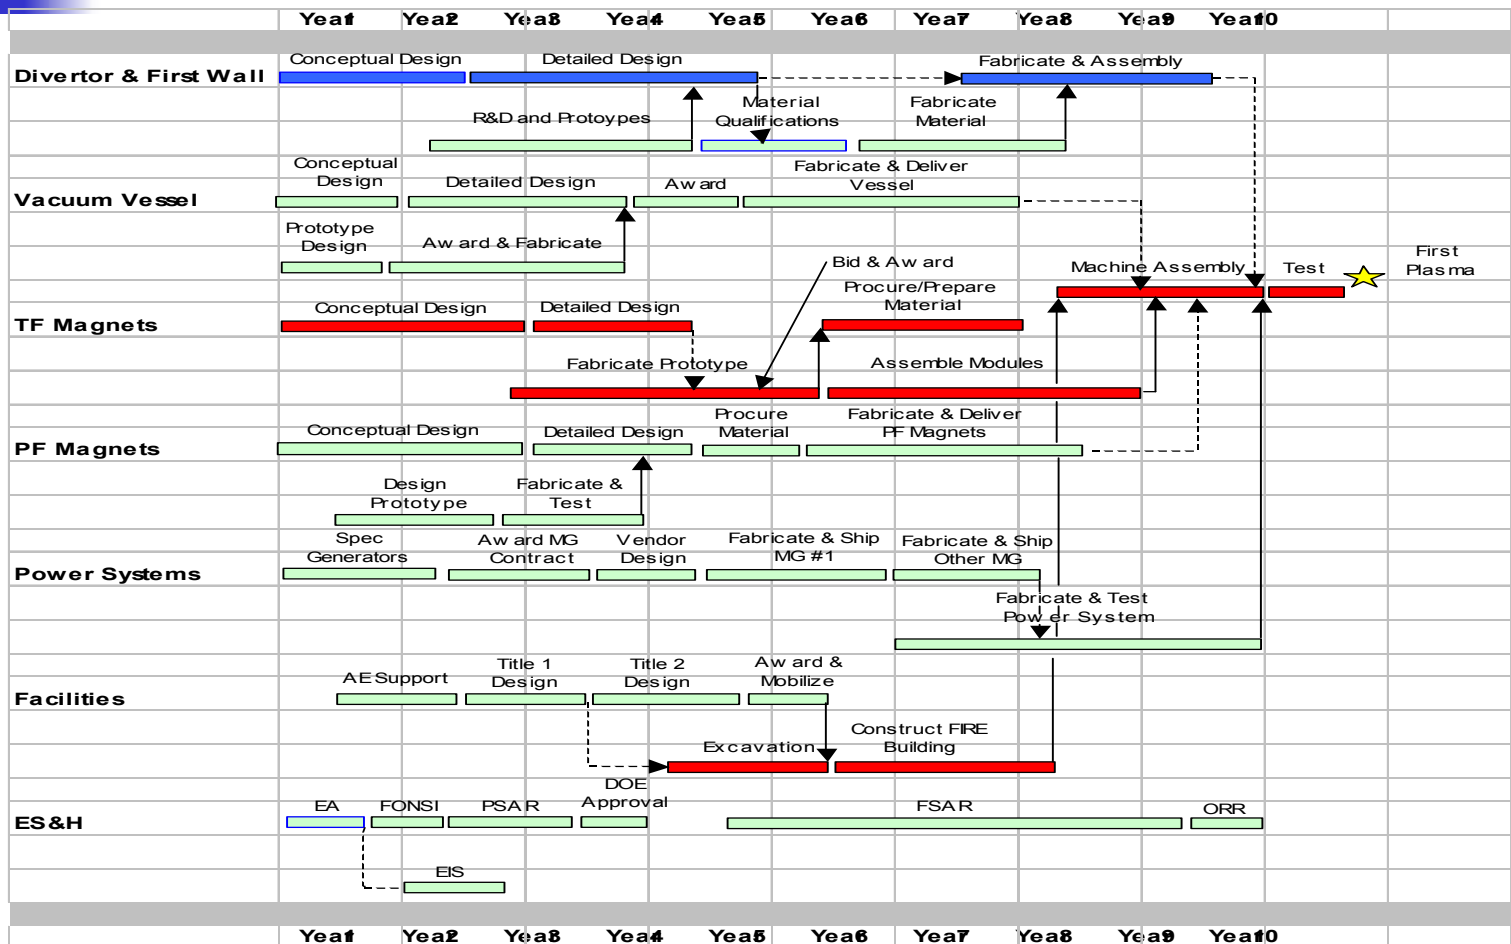 Year1 Year2 Year3 Year4 Year5 Year6 Year7 Year8 Year9 Year10
Conceptual Design Detailed Design Fabricate & Assembly
Divertor & First Wall
R&D and Protoypes
Material
Qualifications
Fabricate
Material
Conceptual
Design
Detailed Design
Award
Fabricate & Deliver
Vessel
Vacuum Vessel
Prototype
Design
Award & Fabricate
Bid & Award
Machine Assembly
Test
First
Plasma
Conceptual Design
Detailed Design
Procure/Prepare
Material
TF Magnets
Fabricate Prototype
Assemble Modules
Conceptual Design
Detailed Design
Procure
Material
Fabricate & Deliver
PF Magnets
PF Magnets
Design
Prototype
Fabricate &
Test
Spec
Generators
Award MG
Contract
Vendor
Design
Fabricate & Ship
MG #1
Fabricate & Ship
Other MG
Power Systems
Fabricate & Test
Power System
AE Support
Title 1
Design
Title 2
Design
Award &
Mobilize
Facilities
Excavation
Construct FIRE
Building
EA
FONSI
PSAR
DOE
Approval
FSAR
ORR
ES&H
EIS
Year1 Year2 Year3 Year4 Year5 Year6 Year7 Year8 Year9 Year10